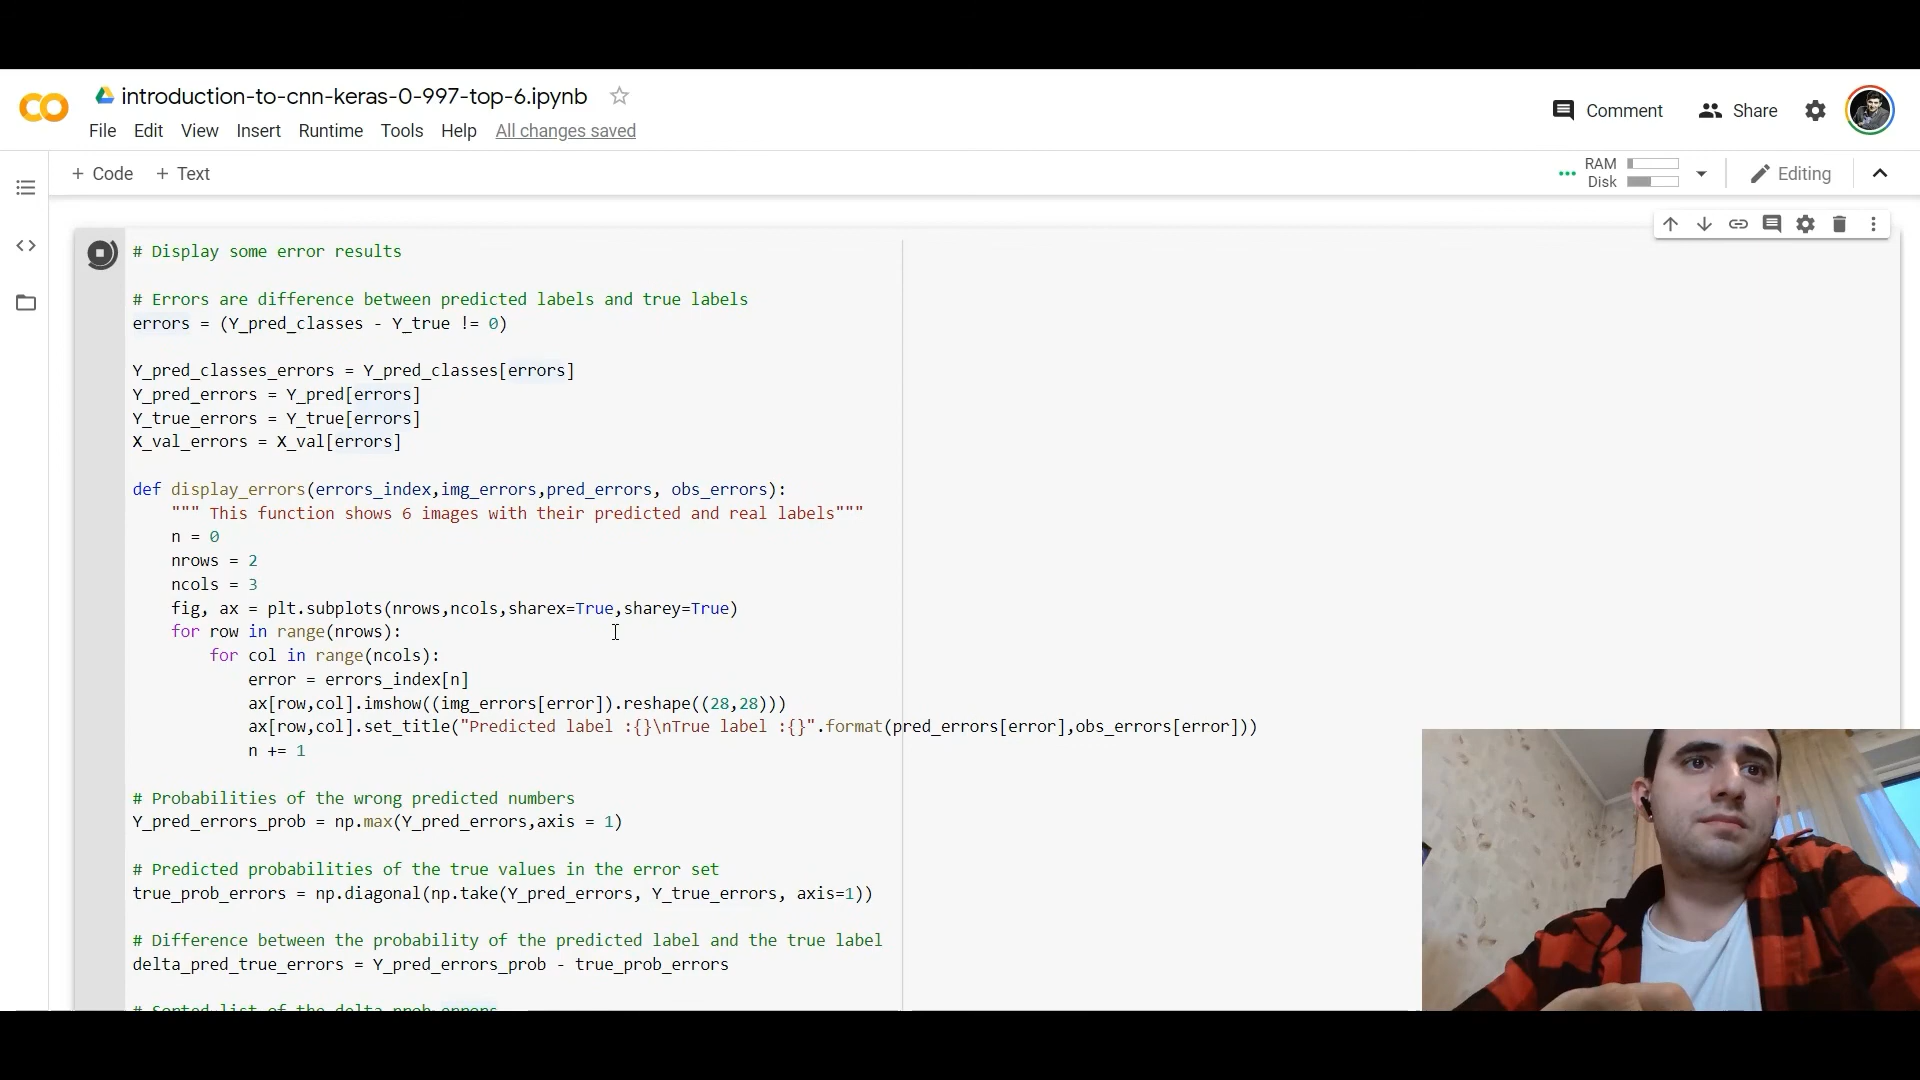 introduction-to-cnn-keras-0-997-top-6.ipynb
File Edit View Insert Runtime Tools Help All changes saved
Comment Share
+ Code + Text
RAM
Disk
Editing
# Display some error results
# Errors are difference between predicted labels and true labels
errors = (Y_pred_classes - Y_true != 0)
Y_pred_classes_errors = Y_pred_classes[errors]
Y_pred_errors = Y_pred[errors]
Y_true_errors = Y_true[errors]
X_val_errors = X_val[errors]
def display_errors(errors_index,img_errors,pred_errors, obs_errors):
""" This function shows 6 images with their predicted and real labels"""
n = 0
nrows = 2
ncols = 3
fig, ax = plt.subplots(nrows,ncols,sharex=True,sharey=True)
for row in range(nrows):
for col in range(ncols):
error = errors_index[n]
ax[row,col].imshow((img_errors[error]).reshape((28,28)))
ax[row,col].set_title("Predicted label :{}\nTrue label :{}".format(pred_errors[error],obs_errors[error]))
n += 1
# Probabilities of the wrong predicted numbers
Y_pred_errors_prob = np.max(Y_pred_errors,axis = 1)
# Predicted probabilities of the true values in the error set
true_prob_errors = np.diagonal(np.take(Y_pred_errors, Y_true_errors, axis=1))
# Difference between the probability of the predicted label and the true label
delta_pred_true_errors = Y_pred_errors_prob - true_prob_errors
# Sorted list of the delta prob errors